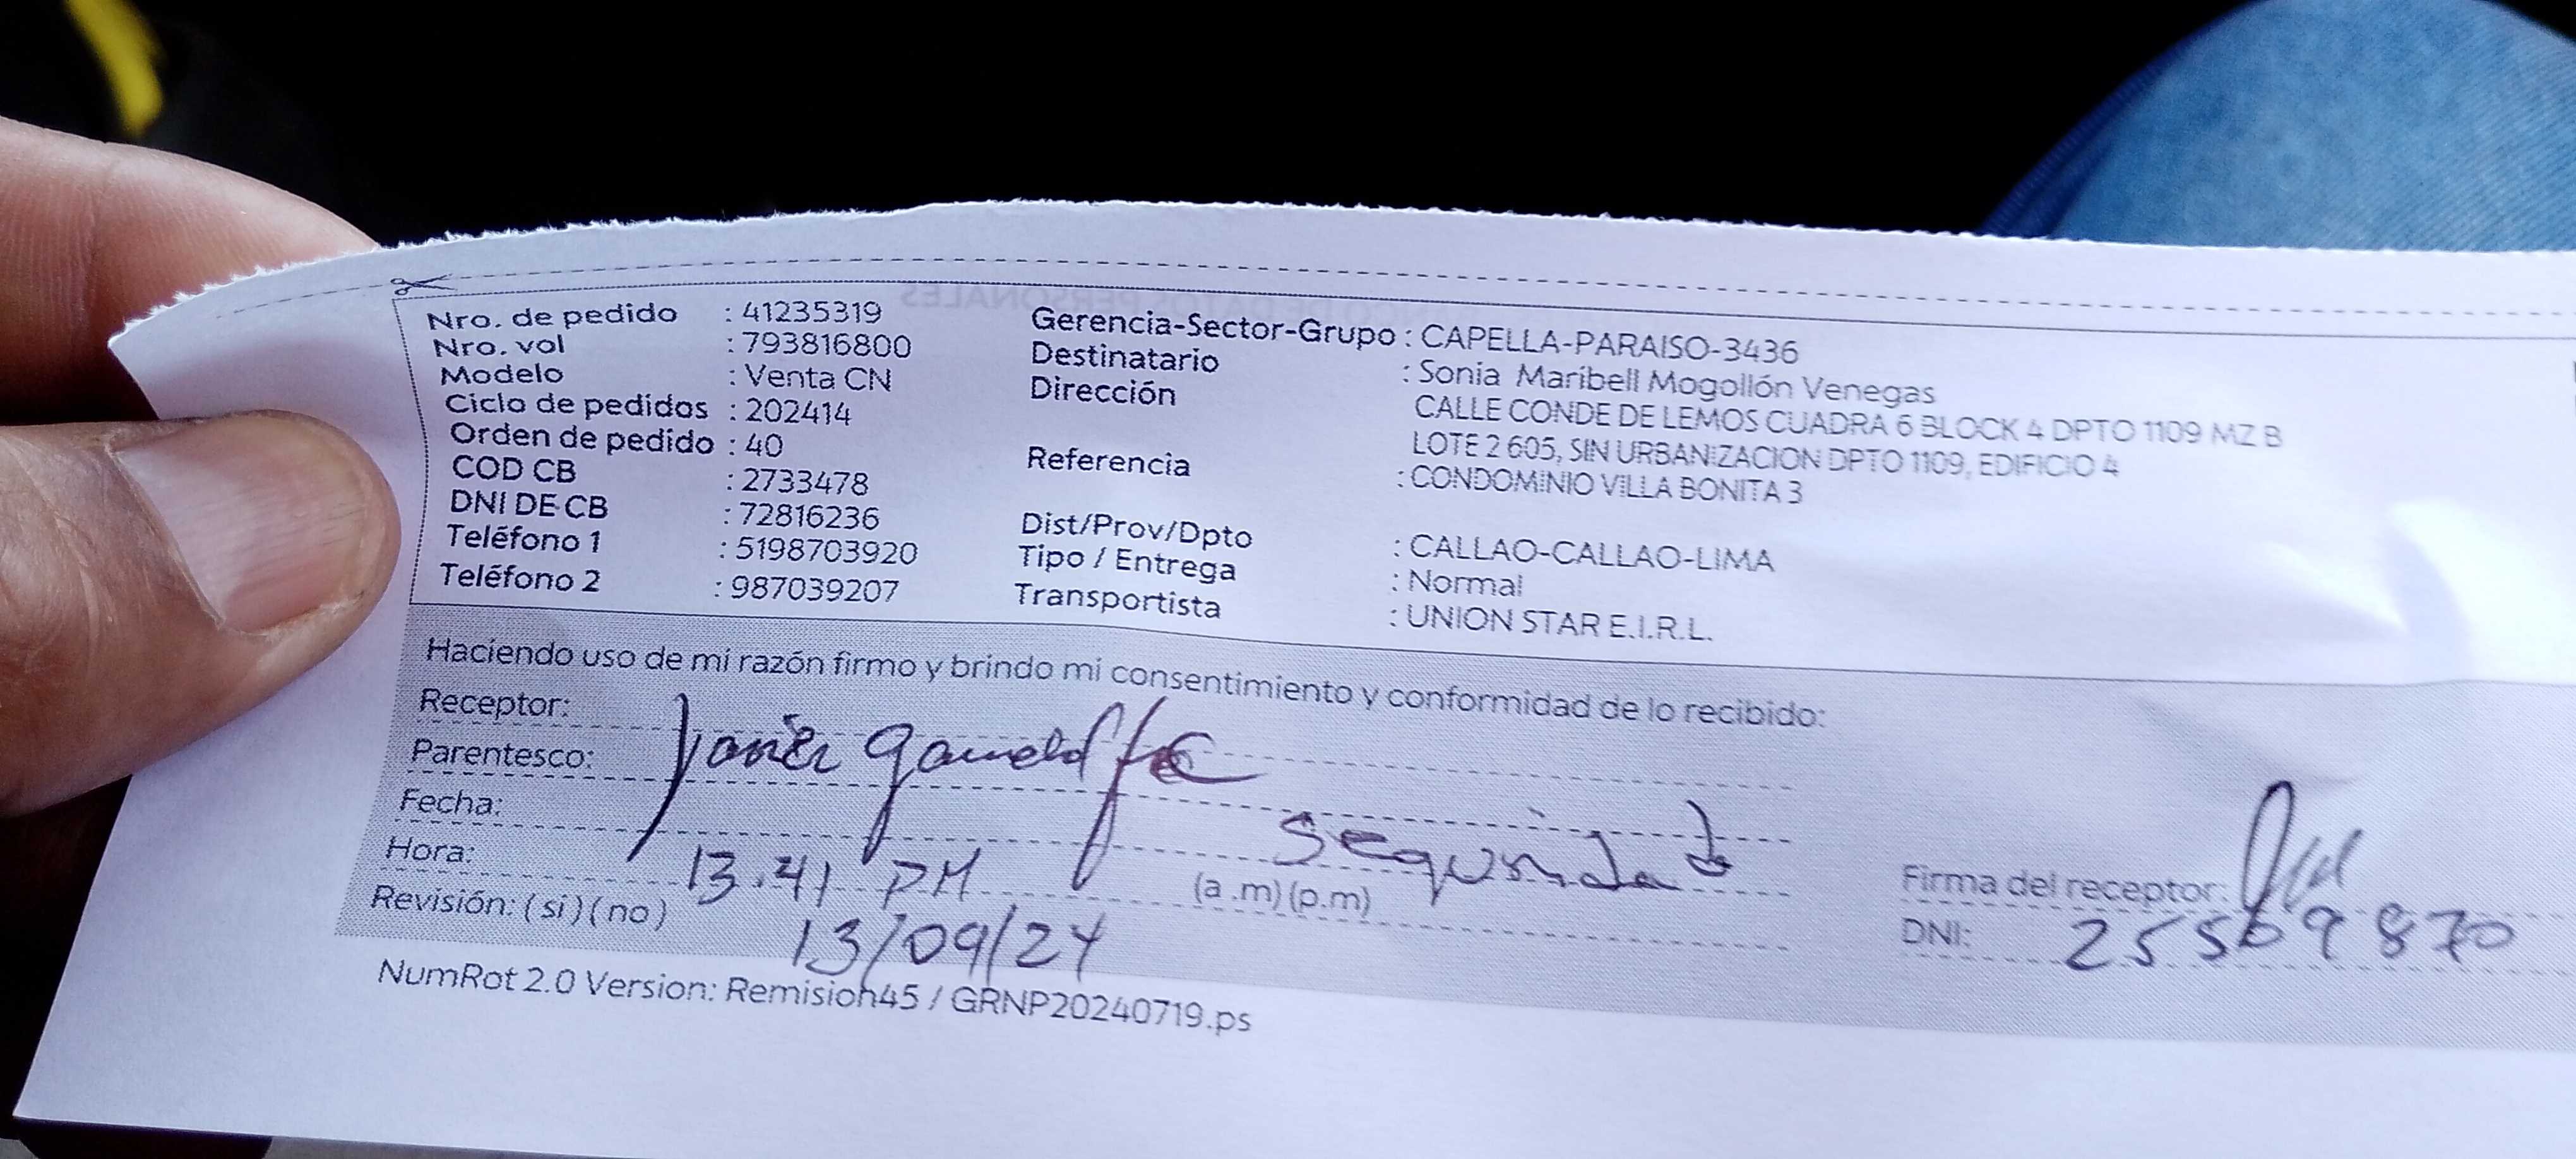 Nro. de pedido : 41235319
Nro. vol : 793816800
Modelo : Venta CN
Ciclo de pedidos : 202414
Orden de pedido : 40
COD CB : 2733478
DNI DE CB : 72816236
Teléfono 1 : 5198703920
Teléfono 2 : 987039207
Gerencia-Sector-Grupo : CAPELLA-PARAISO-3436
Destinatario : Sonia Maribell Mogollón Venegas
Dirección CALLE CONDE DE LEMOS CUADRA 6 BLOCK 4 DPTO 1109 MZ B
LOTE 2 605, SIN URBANIZACION DPTO 1109, EDIFICIO 4
Referencia : CONDOMINIO VILLA BONITA 3
Dist/Prov/Dpto : CALLAO-CALLAO-LIMA
Tipo / Entrega : Normal
Transportista : UNION STAR E.I.R.L.
Haciendo uso de mi razón firmo y brindo mi consentimiento y conformidad de lo recibido:
Receptor:
Parentesco: Javier
Fecha: Seguridad
Hora: 13:41 PM (a .m) (p.m)
Revisión: ( si ) ( no ) 13/09/24
Firma del receptor:
DNI: 25569870
NumRot 2.0 Version: Remision45 / GRNP20240719.ps